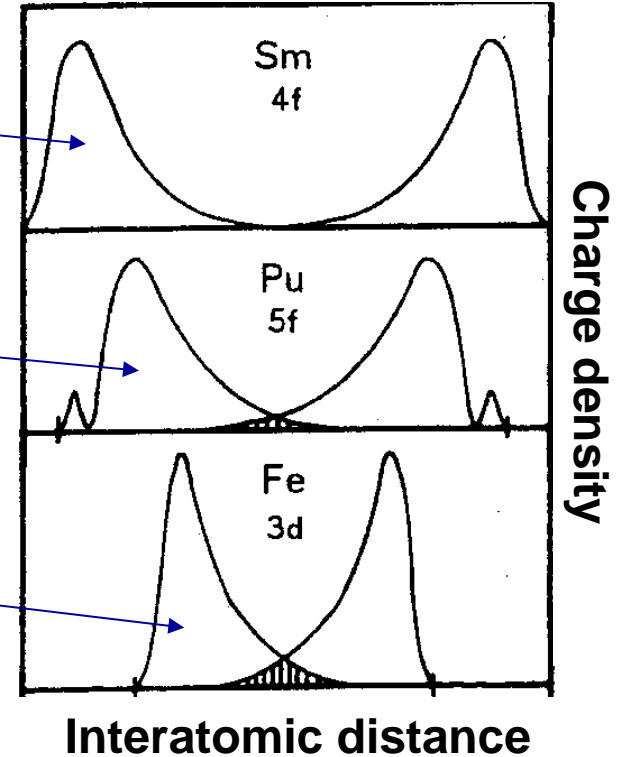 Sm
4f
Pu
5f
Fe
3d
Charge density
Interatomic distance